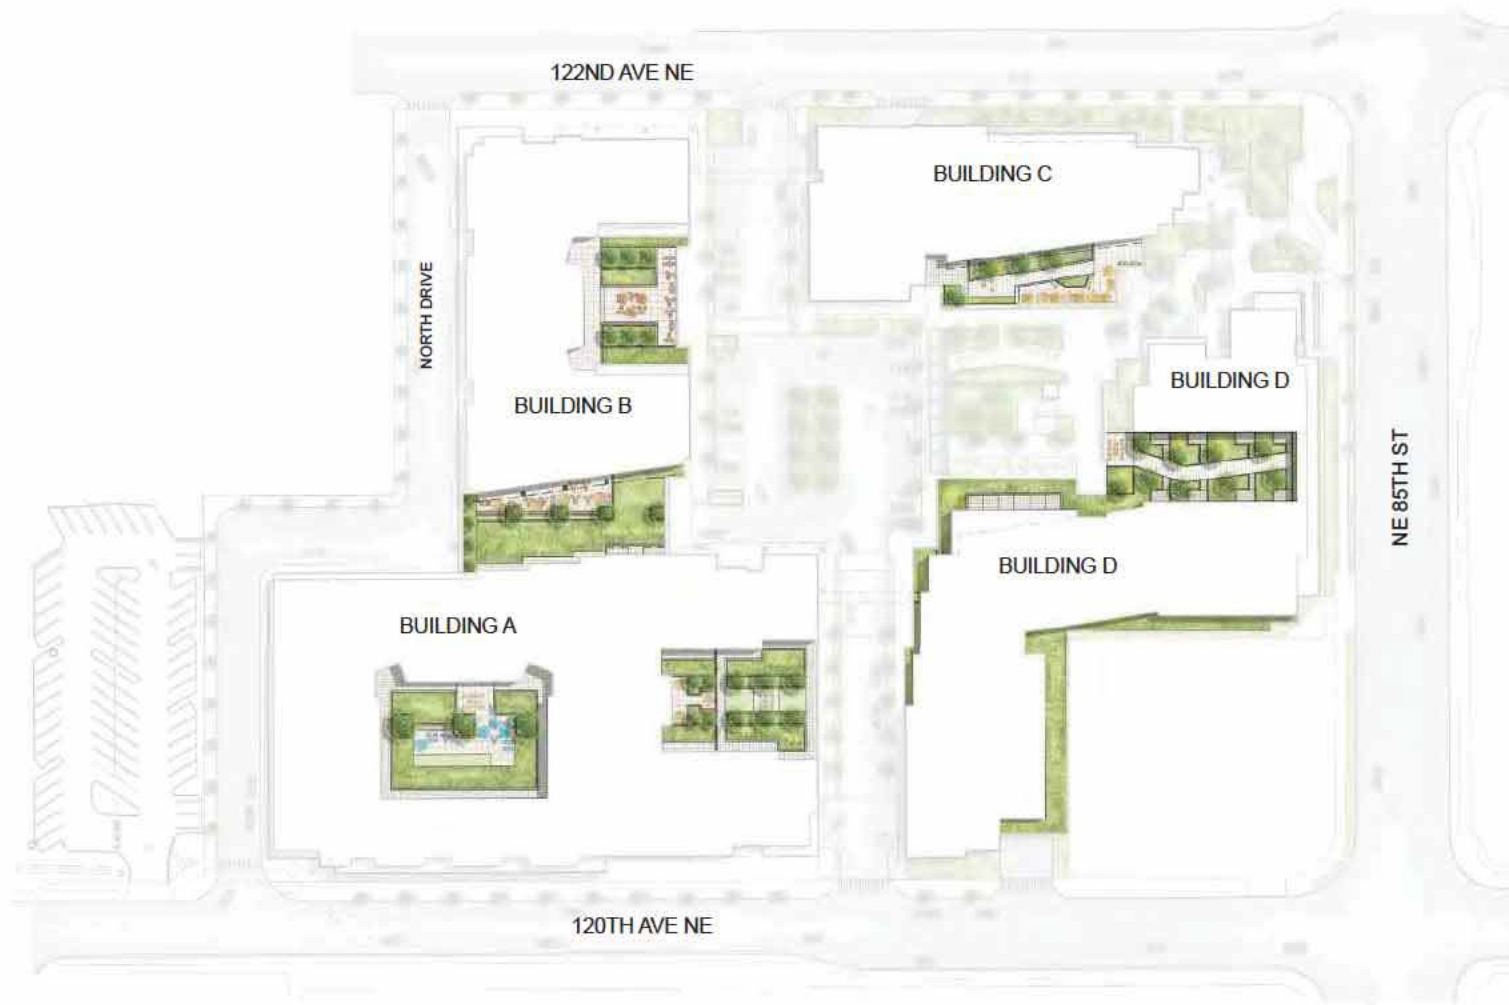 122ND AVE NE
BUILDING C
NORTH DRIVE
BUILDING D
BUILDING B
NE 85TH ST
BUILDING D
BUILDING A
120TH AVE NE